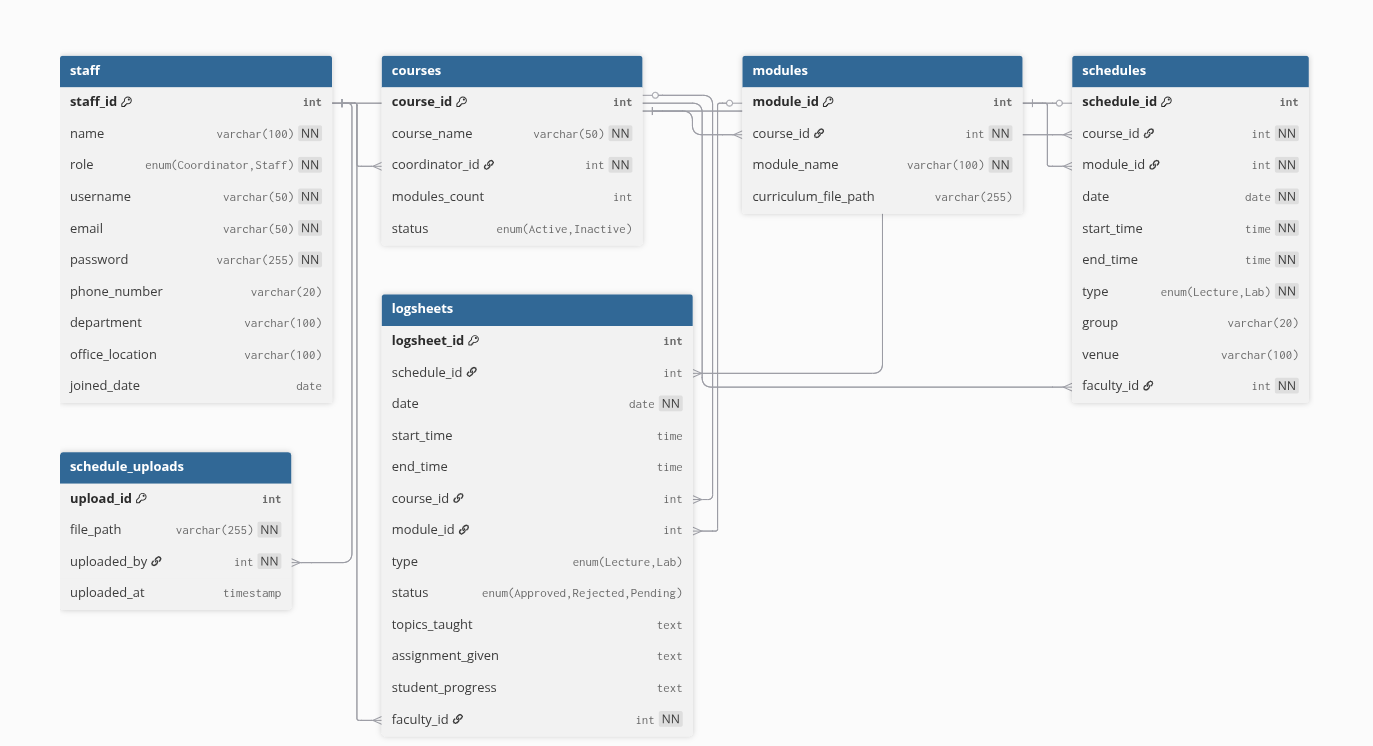 staff
staff_id int
name varchar(100) NN
role enum(Coordinator,Staff) NN
username varchar(50) NN
email varchar(50) NN
password varchar(255) NN
phone_number varchar(20)
department varchar(100)
office_location varchar(100)
joined_date date
courses
course_id int
course_name varchar(50) NN
coordinator_id int NN
modules_count int
status enum(Active,Inactive)
modules
module_id int
course_id int NN
module_name varchar(100) NN
curriculum_file_path varchar(255)
schedules
schedule_id int
course_id int NN
module_id int NN
date date NN
start_time time NN
end_time time NN
type enum(Lecture,Lab) NN
group varchar(20)
venue varchar(100)
faculty_id int NN
logsheets
logsheet_id int
schedule_id int
date date NN
start_time time
end_time time
course_id int
module_id int
type enum(Lecture,Lab)
status enum(Approved,Rejected,Pending)
topics_taught text
assignment_given text
student_progress text
faculty_id int NN
schedule_uploads
upload_id int
file_path varchar(255) NN
uploaded_by int NN
uploaded_at timestamp